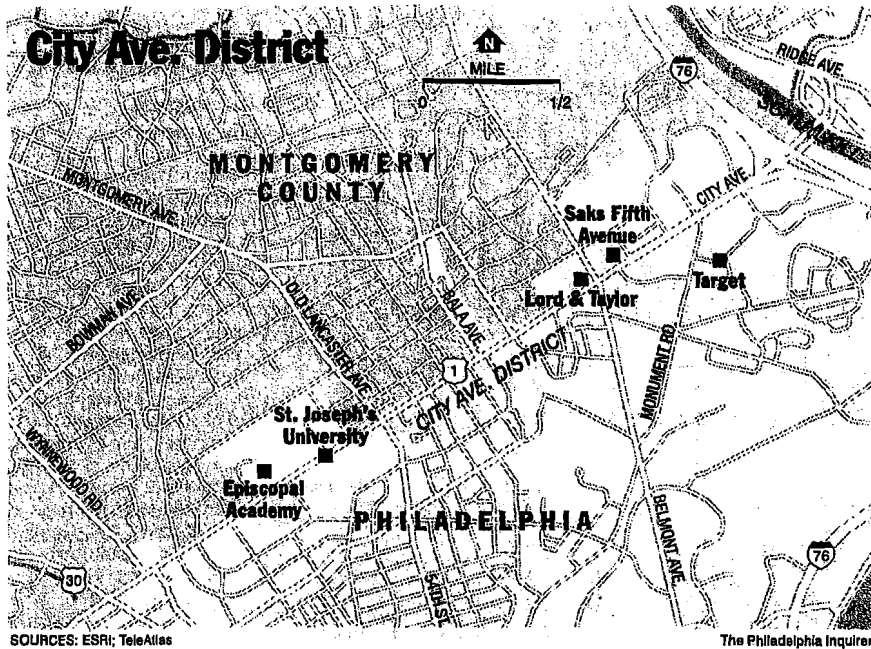 City Ave. District
N
MILE
0 1/2
76
RIDGE AVE.
MONTGOMERY
COUNTY
MONTGOMERY AVE.
CITY AVE.
Saks Fifth
Avenue
Target
Lord & Taylor
BOWMAN AVE.
OLD LANCASTER AVE.
BALA AVE.
1
CITY AVE. DISTRICT
MONUMENT RD.
St. Joseph's
University
Episcopal
Academy
WYNNEWOOD RD.
PHILADELPHIA
BELMONT AVE.
54TH ST.
30
76
SOURCES: ESRI; TeleAtlas
The Philadelphia Inquirer